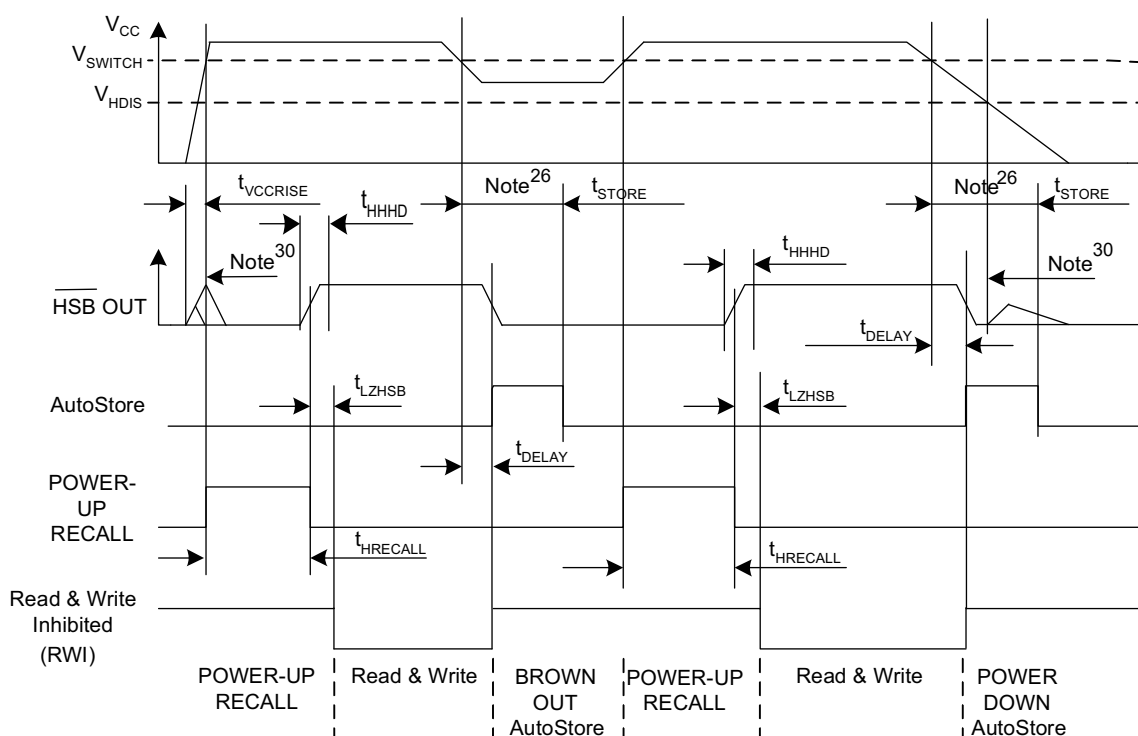 VCC
VSWITCH
VHDIS
tVCCRISE
tHHHD
Note26
tSTORE
Note26
tSTORE
Note30
tHHHD
Note30
HSB OUT
tDELAY
tLZHSB
tLZHSB
AutoStore
tDELAY
POWER-
UP
RECALL
tHRECALL
tHRECALL
Read & Write
Inhibited
(RWI)
POWER-UP
RECALL
Read & Write
BROWN
OUT
AutoStore
POWER-UP
RECALL
Read & Write
POWER
DOWN
AutoStore